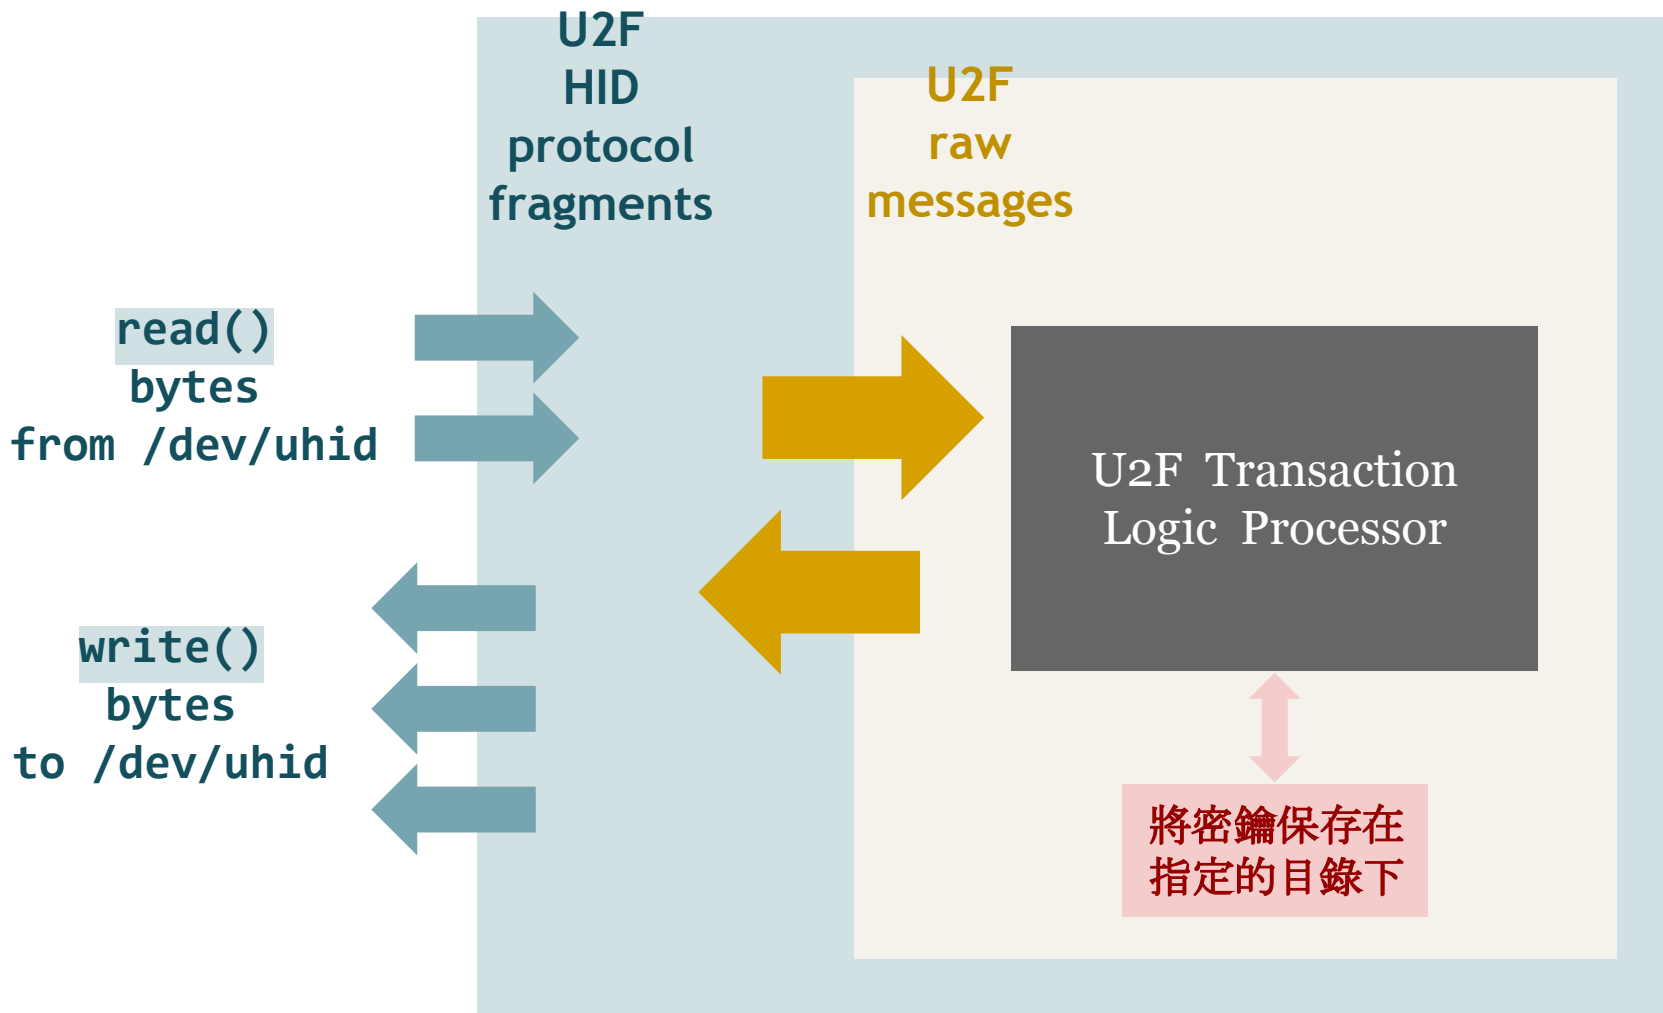 U2F
HID
protocol
fragments
U2F
raw
messages
read()
bytes
from /dev/uhid
U2F Transaction
Logic Processor
write()
bytes
to /dev/uhid
將密鑰保存在
指定的目錄下